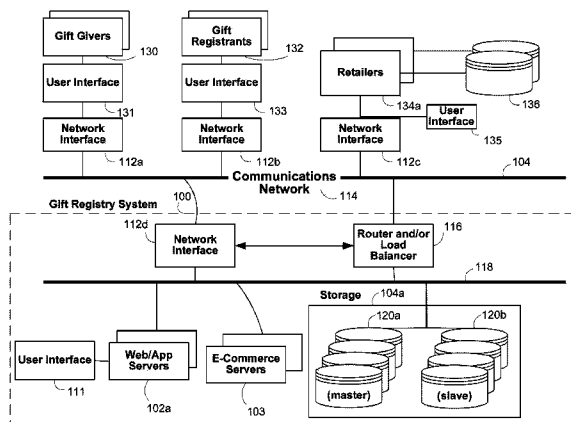 Gift Givers
130
Gift
Registrants
132
Retailers
134a
136
User Interface
131
User Interface
133
User
Interface
135
Network
Interface
112a
Network
Interface
112b
Network
Interface
112c
104
Communications
Network
114
Gift Registry System
100
112d
Network
Interface
Router and/or
Load
Balancer
116
118
Storage
104a
120a
120b
User Interface
111
Web/App
Servers
102a
E-Commerce
Servers
103
(master)
(slave)